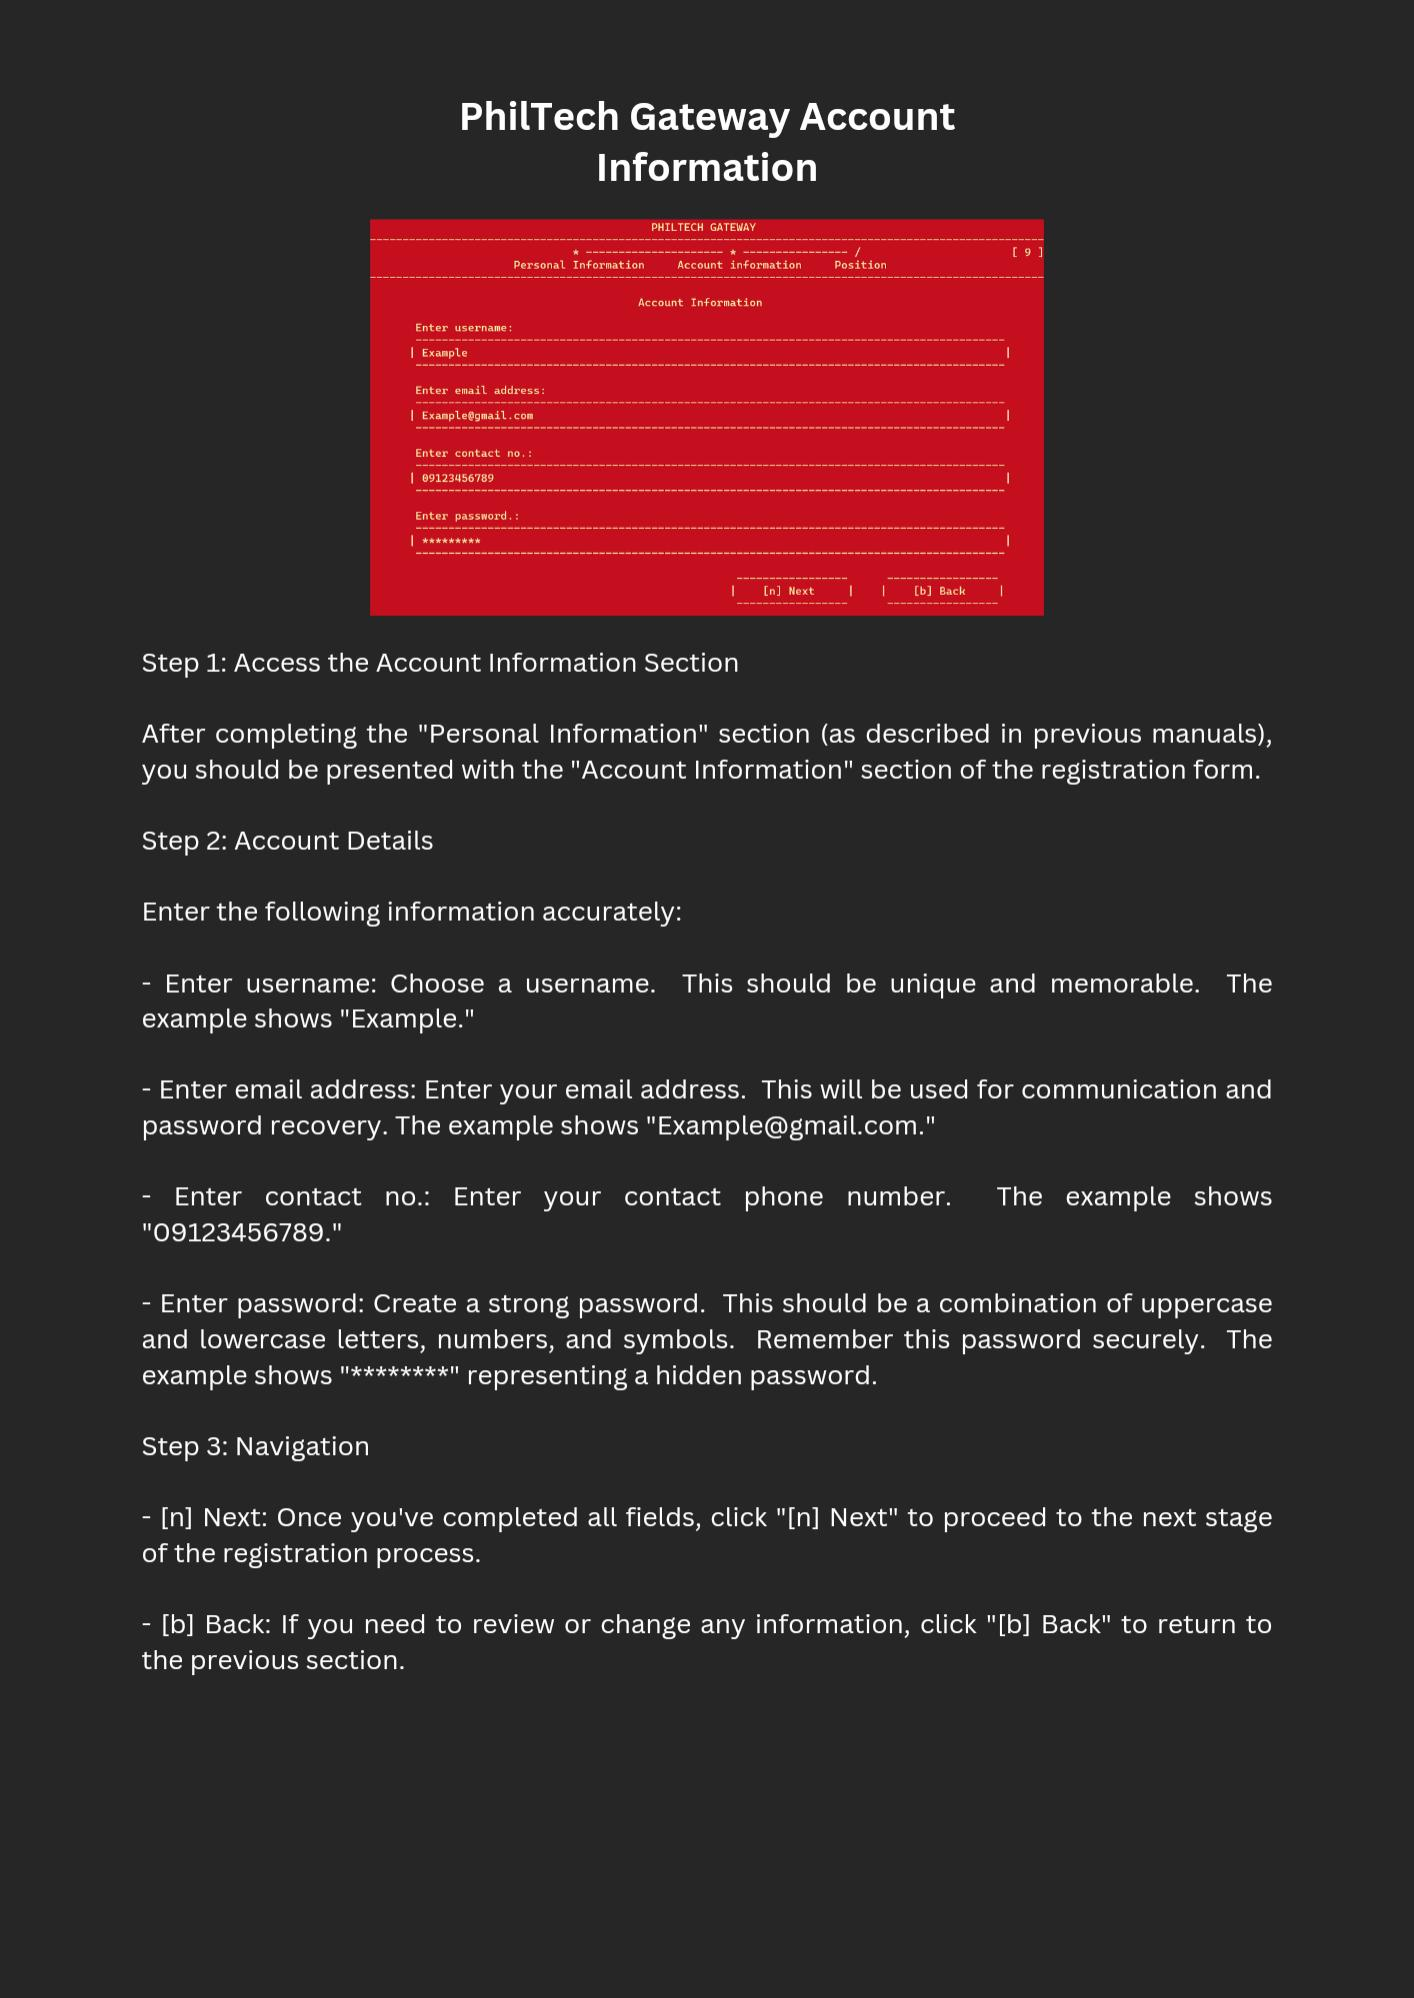 PhilTech Gateway Account
Information
PHILTECH GATEWAY
--------------------------------------------------------------------------------
* --------------------- * ---------------- / [ 9 ]
Personal Information Account information Position
--------------------------------------------------------------------------------
Account Information
Enter username:
| Example |
Enter email address:
| Example@gmail.com |
Enter contact no.:
| 09123456789 |
Enter password.:
| ********* |
| [n] Next | | [b] Back |
Step 1: Access the Account Information Section
After completing the "Personal Information" section (as described in previous manuals),
you should be presented with the "Account Information" section of the registration form.
Step 2: Account Details
Enter the following information accurately:
- Enter username: Choose a username. This should be unique and memorable. The
example shows "Example."
- Enter email address: Enter your email address. This will be used for communication and
password recovery. The example shows "Example@gmail.com."
- Enter contact no.: Enter your contact phone number. The example shows
"09123456789."
- Enter password: Create a strong password. This should be a combination of uppercase
and lowercase letters, numbers, and symbols. Remember this password securely. The
example shows "********" representing a hidden password.
Step 3: Navigation
- [n] Next: Once you've completed all fields, click "[n] Next" to proceed to the next stage
of the registration process.
- [b] Back: If you need to review or change any information, click "[b] Back" to return to
the previous section.